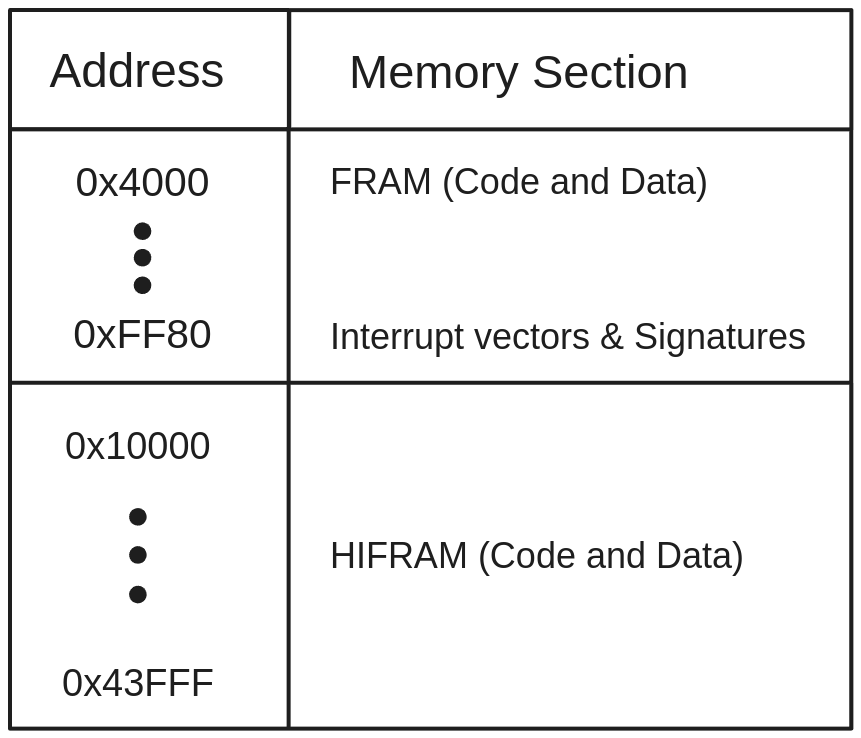 Address
Memory Section
0x4000
FRAM (Code and Data)
0xFF80
Interrupt vectors & Signatures
0x10000
HIFRAM (Code and Data)
0x43FFF